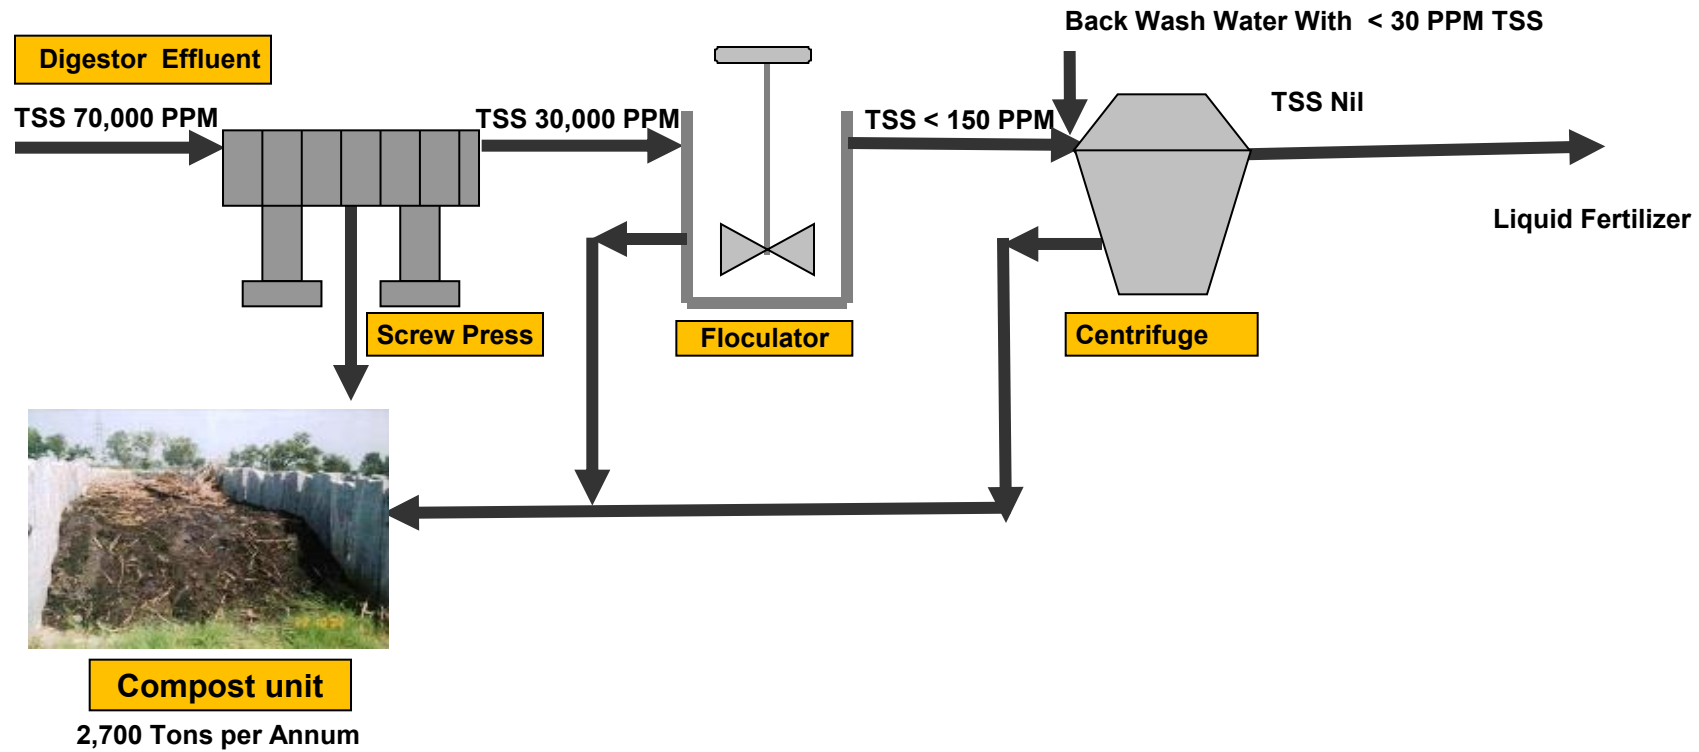 Back Wash Water With < 30 PPM TSS
Digestor Effluent
TSS 70,000 PPM
TSS 30,000 PPM
TSS < 150 PPM
TSS Nil
Liquid Fertilizer
Screw Press
Floculator
Centrifuge
Compost unit
2,700 Tons per Annum